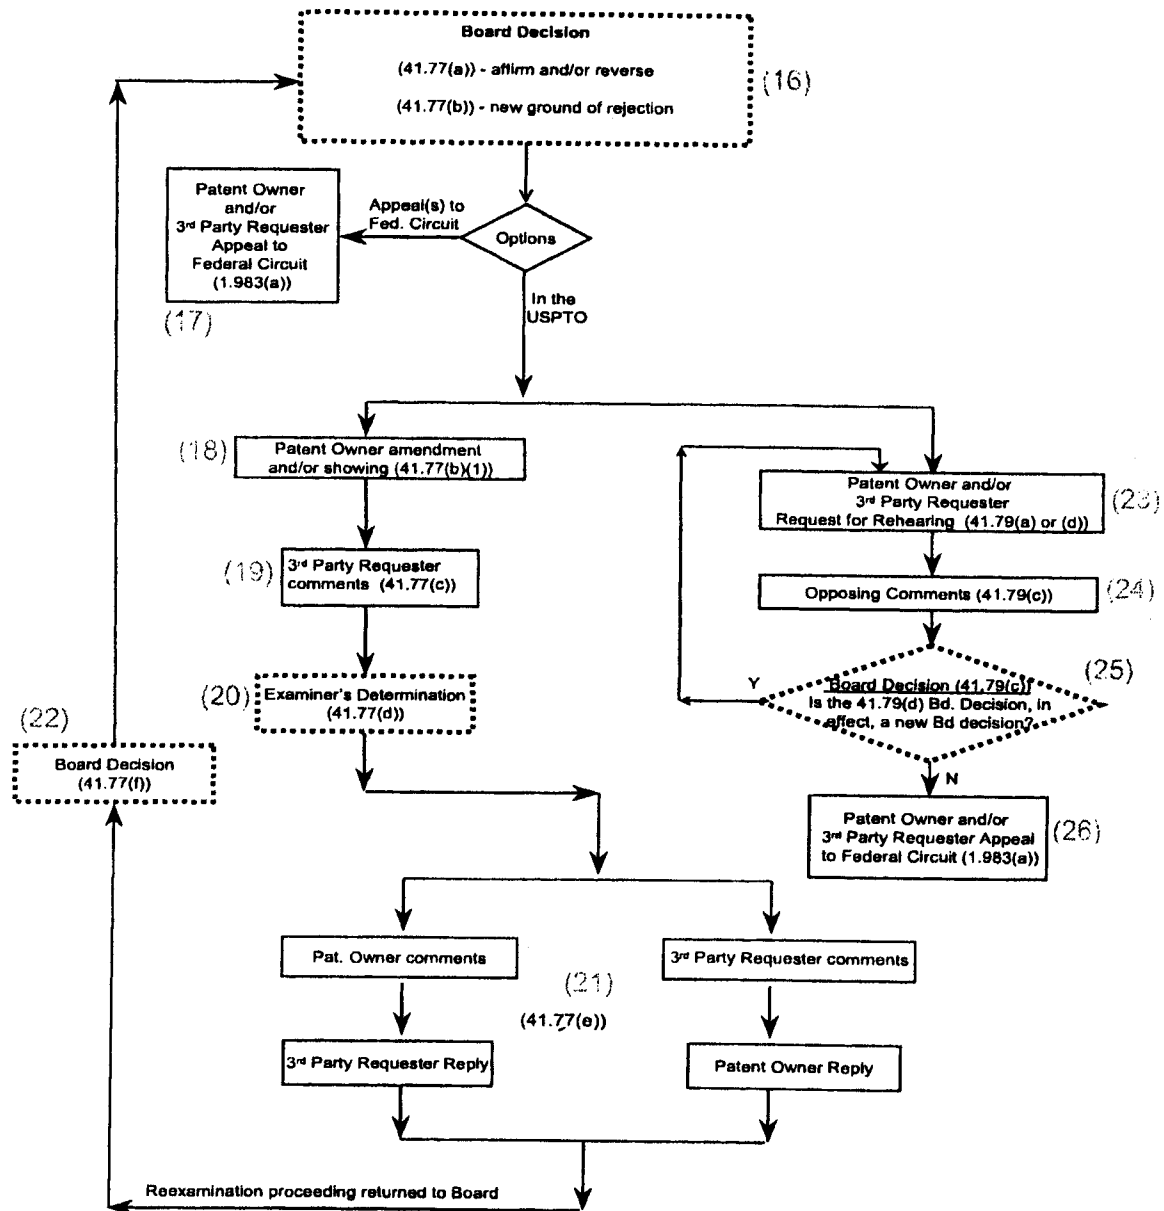 Board Decision
(41.77(a)) - affirm and/or reverse
(41.77(b)) - new ground of rejection
(16)
Patent Owner
and/or
3rd Party Requester
Appeal to
Federal Circuit
(1.983(a))
(17)
Appeal(s) to
Fed. Circuit
Options
In the
USPTO
(18)
Patent Owner amendment
and/or showing (41.77(b)(1))
(19)
3rd Party Requester
comments (41.77(c))
(20)
Examiner's Determination
(41.77(d))
(22)
Board Decision
(41.77(f))
Patent Owner and/or
3rd Party Requester
Request for Rehearing (41.79(a) or (d))
(23)
Opposing Comments (41.79(c))
(24)
(25)
Y
Board Decision (41.79(c))
Is the 41.79(d) Bd. Decision, in
effect, a new Bd decision?
N
Patent Owner and/or
3rd Party Requester Appeal
to Federal Circuit (1.983(a))
(26)
Pat. Owner comments
3rd Party Requester comments
(21)
(41.77(e))
3rd Party Requester Reply
Patent Owner Reply
Reexamination proceeding returned to Board